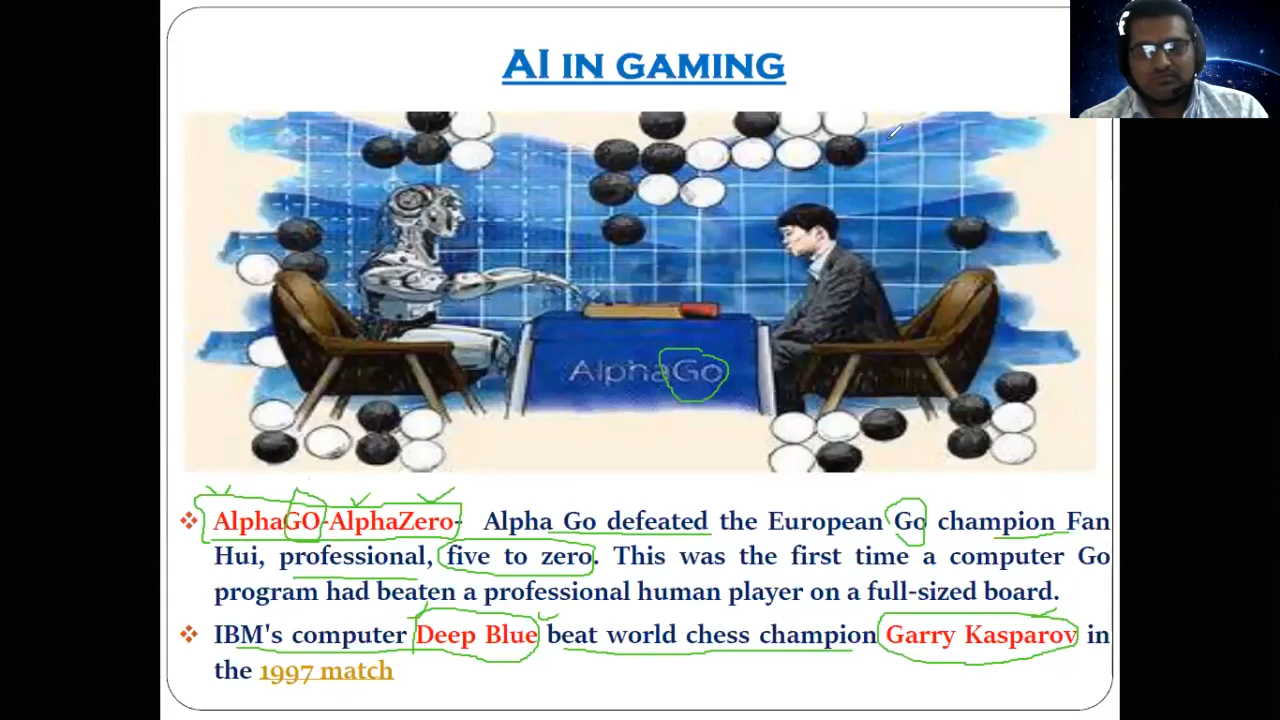 AI IN GAMING
AlphaGo
AlphaGO-AlphaZero- Alpha Go defeated the European Go champion Fan
Hui, professional, five to zero. This was the first time a computer Go
program had beaten a professional human player on a full-sized board.
IBM's computer Deep Blue beat world chess champion Garry Kasparov in
the 1997 match